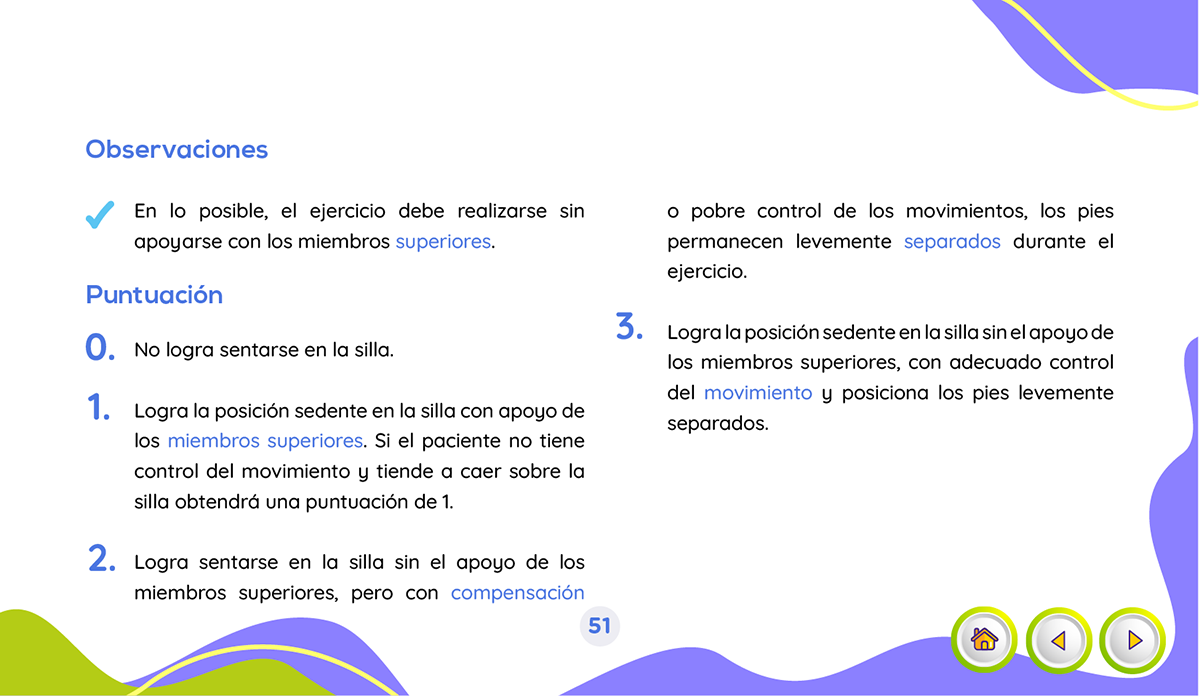 Observaciones
En lo posible, el ejercicio debe realizarse sin
apoyarse con los miembros superiores.
Puntuación
0. No logra sentarse en la silla.
1. Logra la posición sedente en la silla con apoyo de
los miembros superiores. Si el paciente no tiene
control del movimiento y tiende a caer sobre la
silla obtendrá una puntuación de 1.
2. Logra sentarse en la silla sin el apoyo de los
miembros superiores, pero con compensación
o pobre control de los movimientos, los pies
permanecen levemente separados durante el
ejercicio.
3. Logra la posición sedente en la silla sin el apoyo de
los miembros superiores, con adecuado control
del movimiento y posiciona los pies levemente
separados.
51